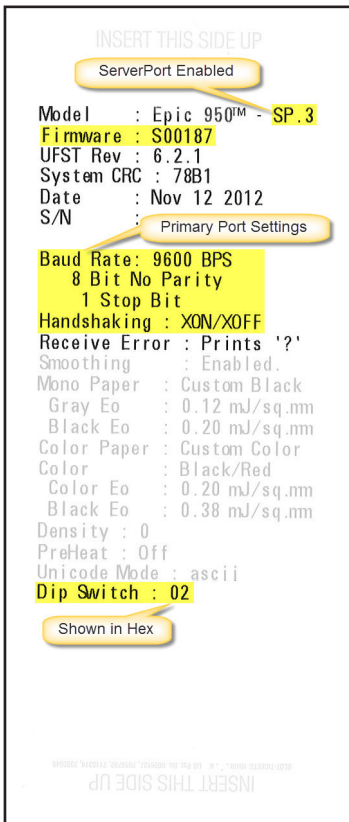 INSERT THIS SIDE UP
ServerPort Enabled
Model : Epic 950™ - SP.3
Firmware : S00187
UFST Rev : 6.2.1
System CRC : 78B1
Date : Nov 12 2012
S/N :
Primary Port Settings
Baud Rate: 9600 BPS
8 Bit No Parity
1 Stop Bit
Handshaking : XON/XOFF
Receive Error : Prints '?'
Smoothing : Enabled.
Mono Paper : Custom Black
Gray Eo : 0.12 mJ/sq.mm
Black Eo : 0.20 mJ/sq.mm
Color Paper : Custom Color
Color : Black/Red
Color Eo : 0.20 mJ/sq.mm
Black Eo : 0.38 mJ/sq.mm
Density : 0
PreHeat : Off
Unicode Mode : ascii
Dip Switch : 02
Shown in Hex
INSERT THIS SIDE UP